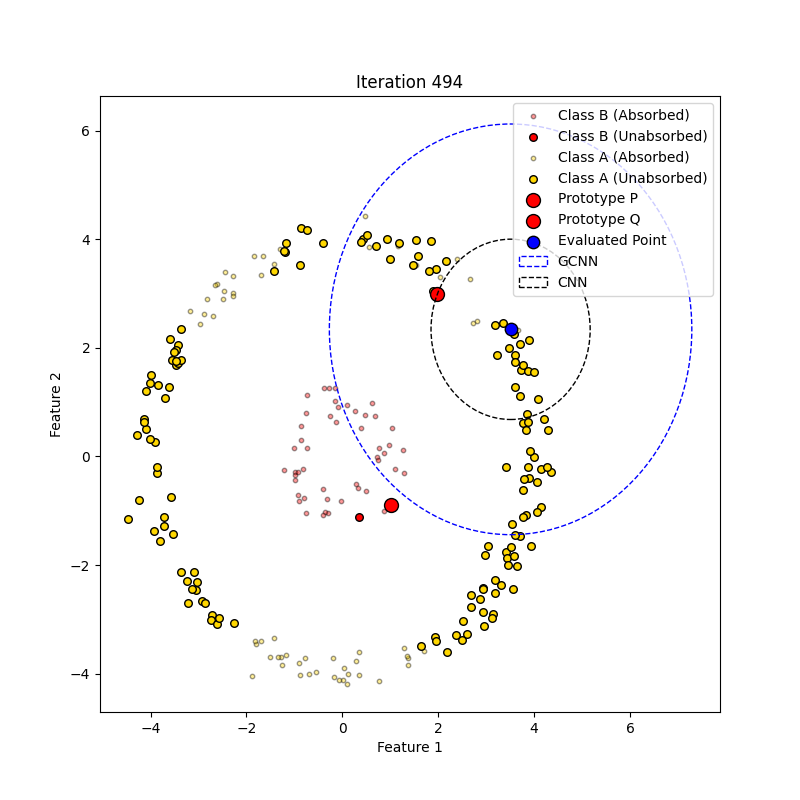 Iteration 494
Class B (Absorbed)
Class B (Unabsorbed)
Class A (Absorbed)
Class A (Unabsorbed)
Prototype P
Prototype Q
Evaluated Point
GCNN
CNN
6
4
2
0
−2
−4
Feature 2
−4 −2 0 2 4 6
Feature 1